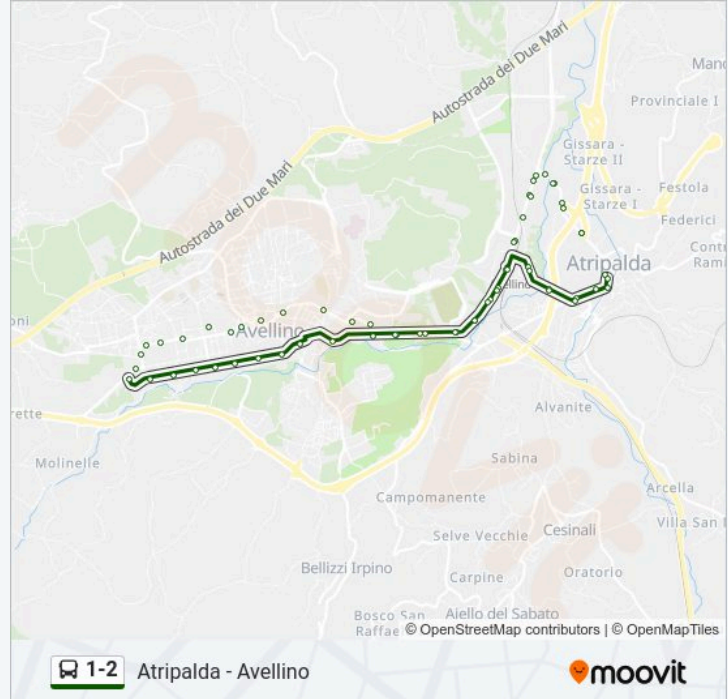 Autostrada dei Due Mari
Mand
Provinciale I
Gissara -
Starze II
Gissara -
Starze I
Festola
Federici
Autostrada dei Due Mari
Contr
Rami
Atripalda
ellino
oni
Avellino
rette
Alvanite
Molinelle
Sabina
Arcella
Campomanente
Villa San
Selve Vecchie
Cesinali
Bellizzi Irpino
Carpine
Oratorio
Bosco San
Raffae
Aiello del Sabato
© OpenStreetMap contributors | © OpenMapTiles
1-2
Atripalda - Avellino
moovit